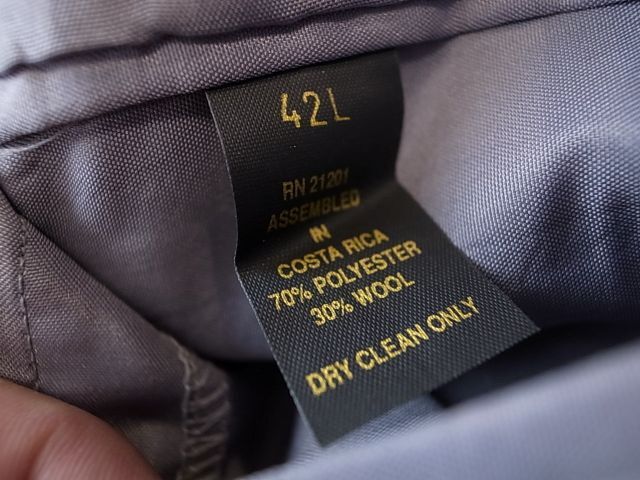 42L
RN 21201
ASSEMBLED
IN
COSTA RICA
70% POLYESTER
30% WOOL
DRY CLEAN ONLY